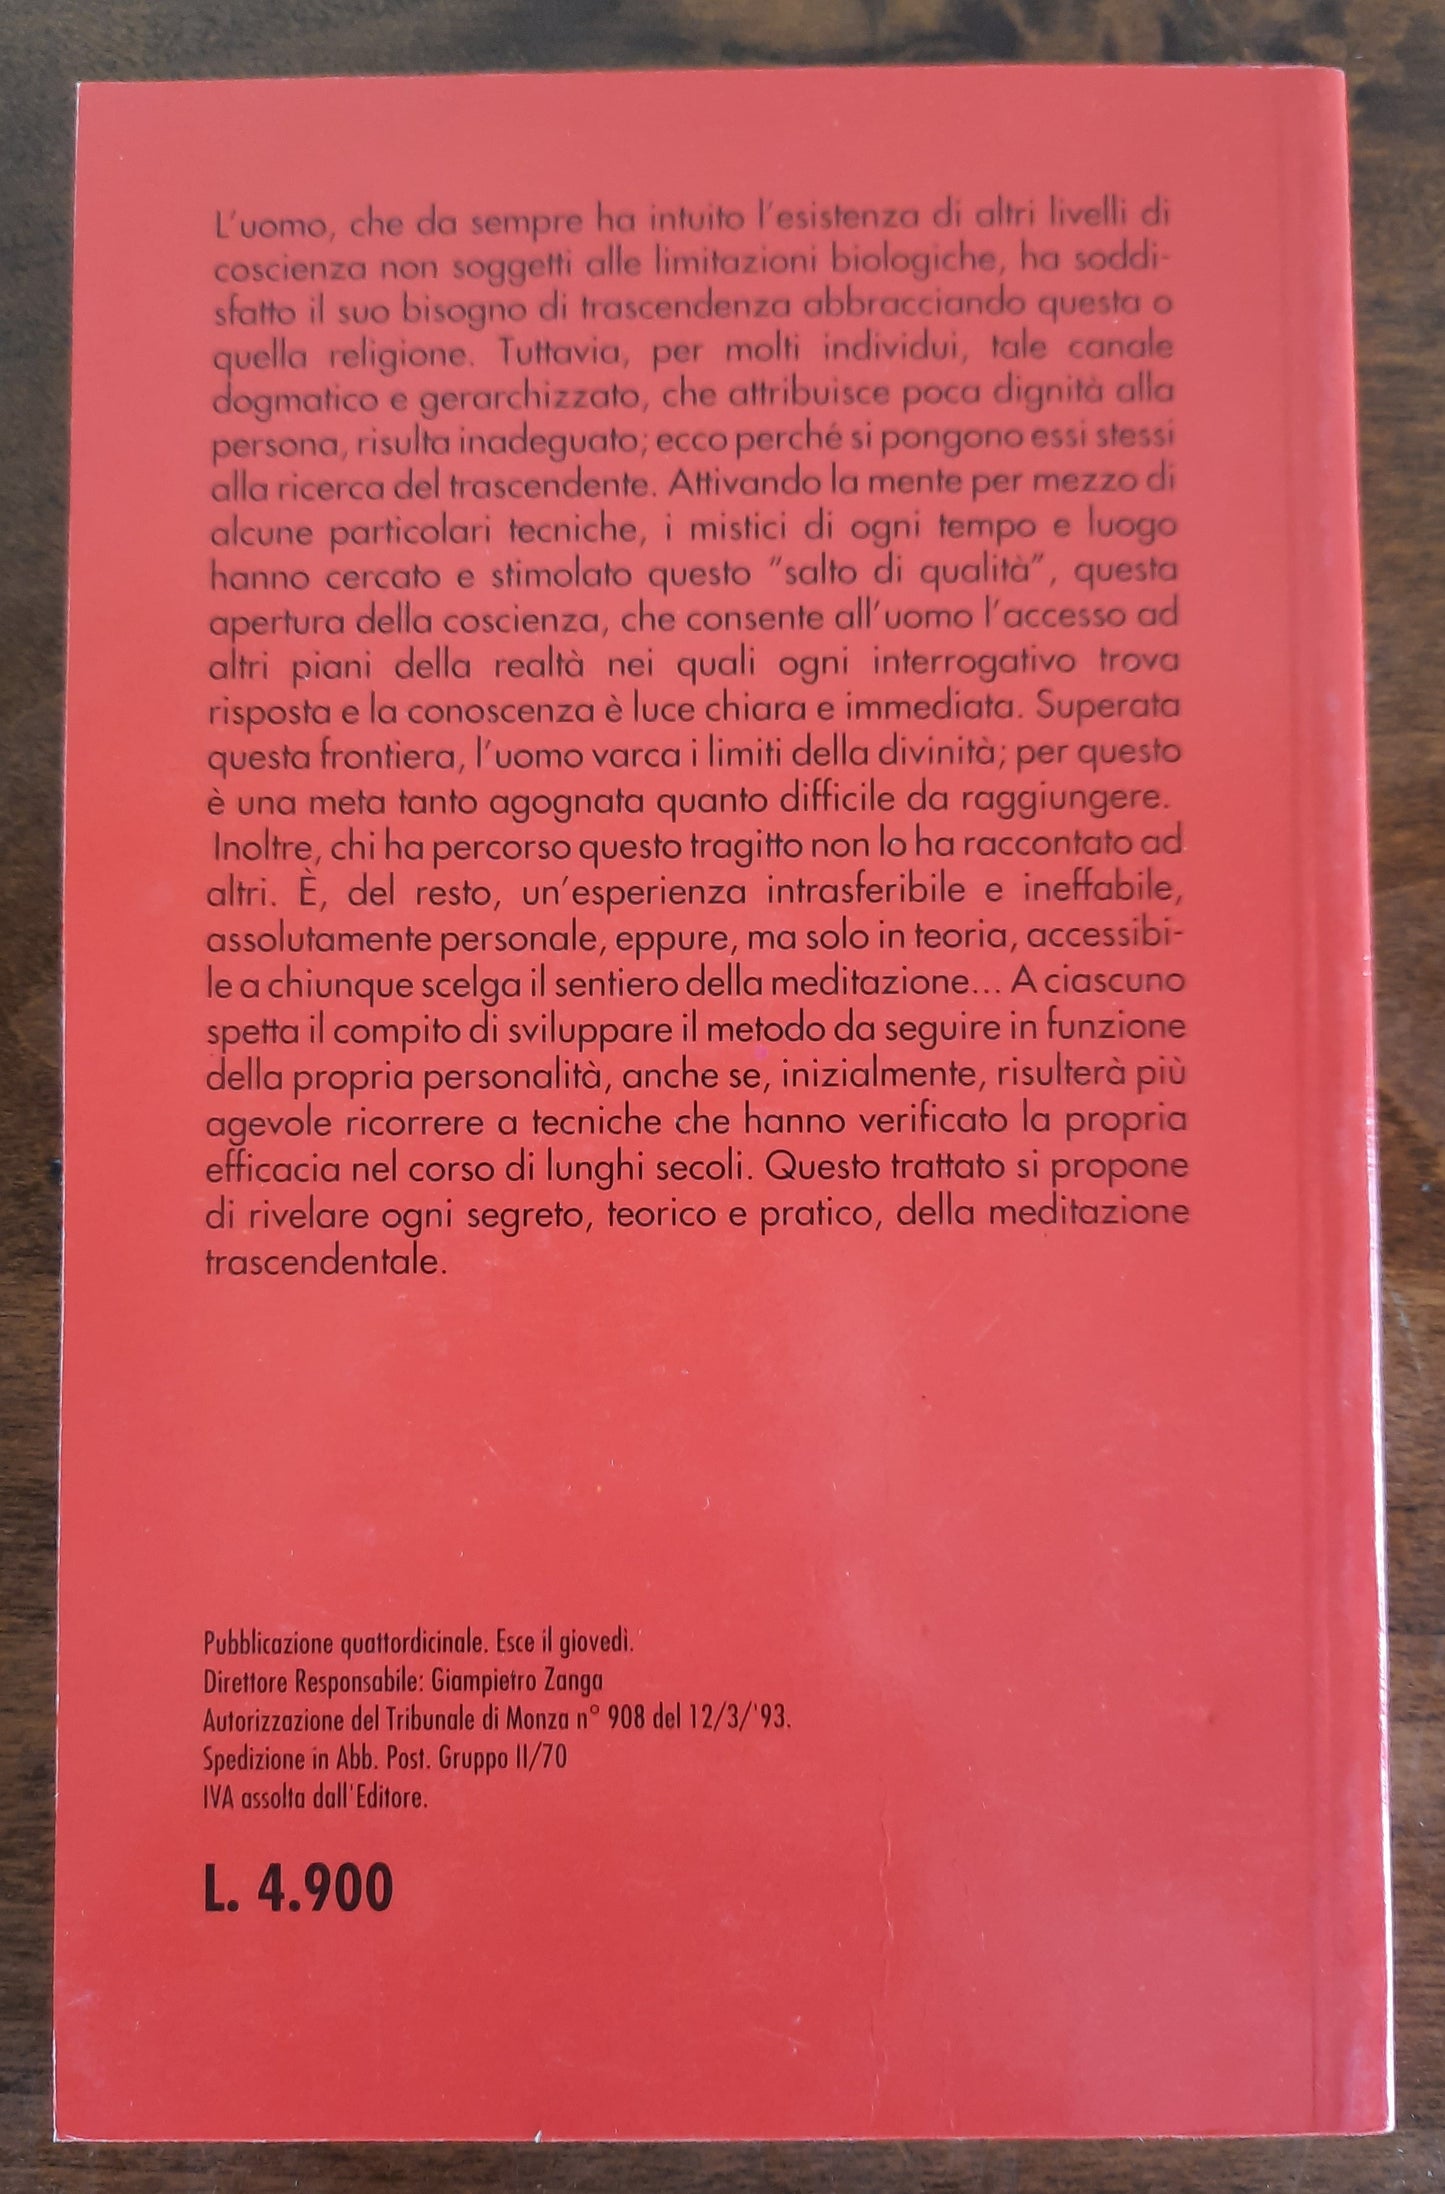 L'uomo, che da sempre ha intuito l'esistenza di altri livelli di
coscienza non soggetti alle limitazioni biologiche, ha soddi-
sfatto il suo bisogno di trascendenza abbracciando questa o
quella religione. Tuttavia, per molti individui, tale canale
dogmatico e gerarchizzato, che attribuisce poca dignità alla
persona, risulta inadeguato; ecco perché si pongono essi stessi
alla ricerca del trascendente. Attivando la mente per mezzo di
alcune particolari tecniche, i mistici di ogni tempo e luogo
hanno cercato e stimolato questo "salto di qualità", questa
apertura della coscienza, che consente all'uomo l'accesso ad
altri piani della realtà nei quali ogni interrogativo trova
risposta e la conoscenza è luce chiara e immediata. Superata
questa frontiera, l'uomo varca i limiti della divinità; per questo
è una meta tanto agognata quanto difficile da raggiungere.
Inoltre, chi ha percorso questo tragitto non lo ha raccontato ad
altri. È, del resto, un'esperienza intrasferibile e ineffabile,
assolutamente personale, eppure, ma solo in teoria, accessibi-
le a chiunque scelga il sentiero della meditazione... A ciascuno
spetta il compito di sviluppare il metodo da seguire in funzione
della propria personalità, anche se, inizialmente, risulterà più
agevole ricorrere a tecniche che hanno verificato la propria
efficacia nel corso di lunghi secoli. Questo trattato si propone
di rivelare ogni segreto, teorico e pratico, della meditazione
trascendentale.
Pubblicazione quattordicinale. Esce il giovedì.
Direttore Responsabile: Giampietro Zanga
Autorizzazione del Tribunale di Monza n° 908 del 12/3/'93.
Spedizione in Abb. Post. Gruppo II/70
IVA assolta dall'Editore.
L. 4.900